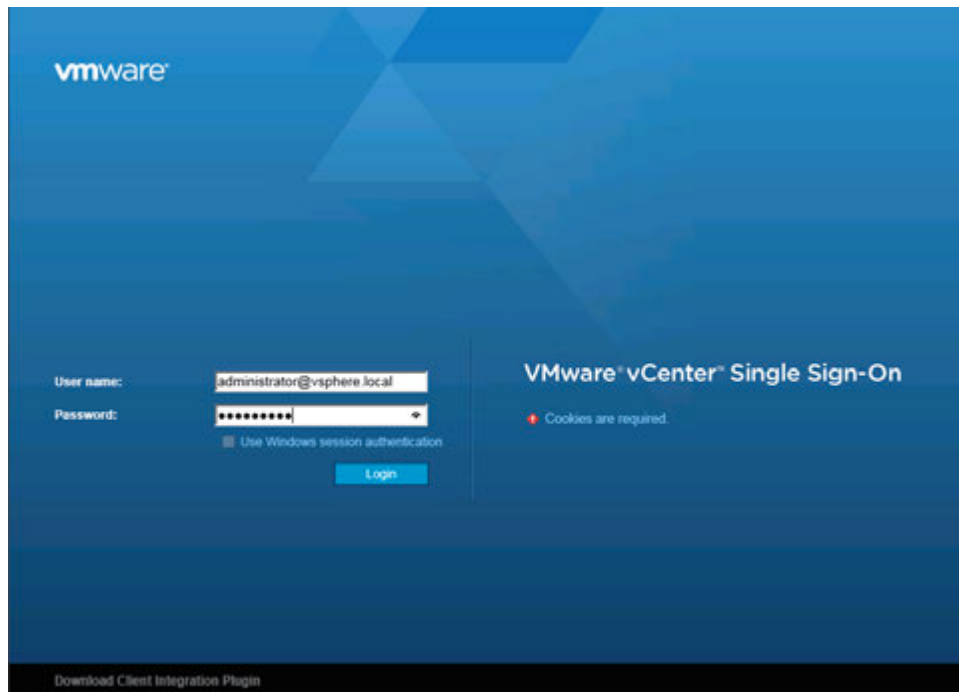 vmware®
User name:
administrator@vsphere.local
Password:
•••••••••
Use Windows session authentication
Login
VMware® vCenter™ Single Sign-On
Cookies are required.
Download Client Integration Plugin